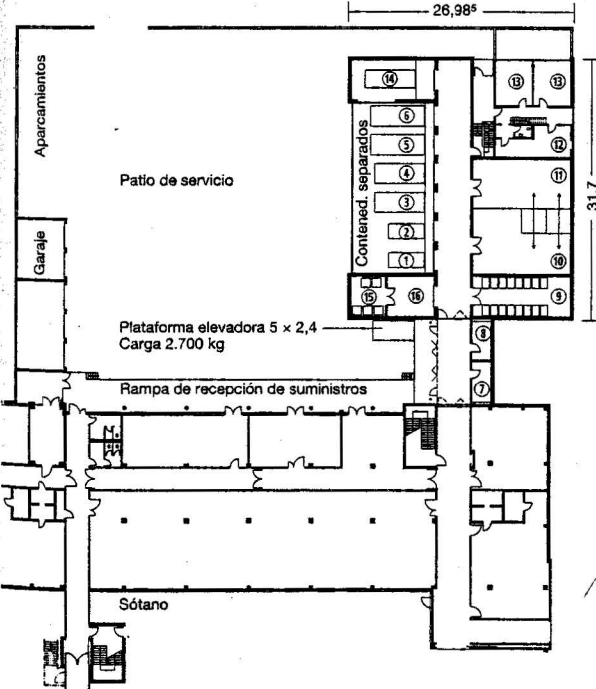 26,98⁵
Aparcamientos
14
13
13
6
12
Contened. separados
5
Patio de servicio
4
11
31,7
3
Garaje
2
1
10
15
16
9
Plataforma elevadora 5 × 2,4
Carga 2.700 kg
8
Rampa de recepción de suministros
7
Sótano